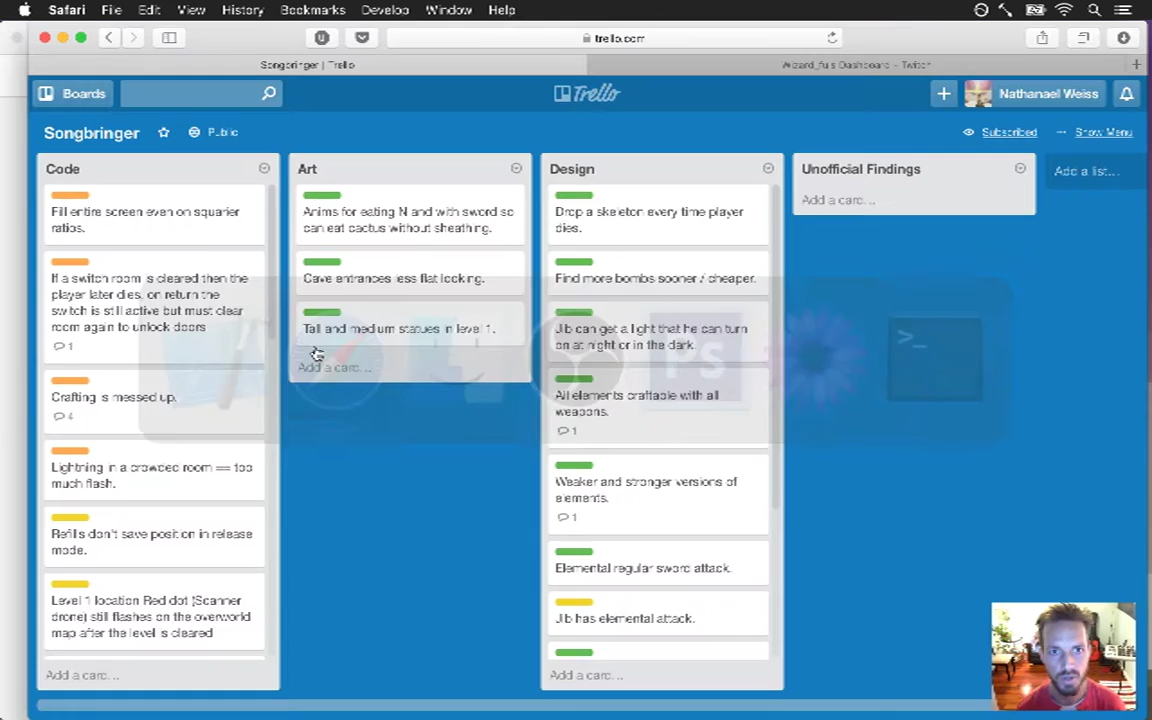 Safari File Edit View History Bookmarks Develop Window Help
trello.com
Songbringer | Trello
Wizard_fu's Dashboard – Twitch
Boards
Trello
Nathanael Weiss
Songbringer
Public
Subscribed
Show Menu
Code
Fill entire screen even on squarier
ratios.
If a switch room is cleared then the
player later dies, on return the
switch is still active but must clear
room again to unlock doors
1
Crafting is messed up.
4
Lightning in a crowded room == too
much flash.
Refills don't save position in release
mode.
Level 1 location Red dot (Scanner
drone) still flashes on the overworld
map after the level is cleared
Add a card...
Art
Anims for eating N and with sword so
can eat cactus without sheathing.
Cave entrances less flat looking.
Tall and medium statues in level 1.
Add a card...
Design
Drop a skeleton every time player
dies.
Find more bombs sooner / cheaper.
Jib can get a light that he can turn
on at night or in the dark.
All elements craftable with all
weapons.
1
Weaker and stronger versions of
elements.
1
Elemental regular sword attack.
Jib has elemental attack.
Add a card...
Unofficial Findings
Add a card...
Add a list...
Ps
>_